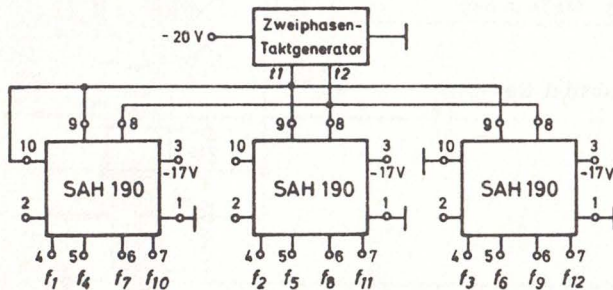 Zweiphasen-
- 20 V Taktgenerator
t1 t2
9 8 9 8 9 8
10 3 10 3 10 3
-17V -17V -17V
SAH 190 SAH 190 SAH 190
2 1 2 1 2 1
4 5 6 7 4 5 6 7 4 5 6 7
f1 f4 f7 f10 f2 f5 f8 f11 f3 f6 f9 f12